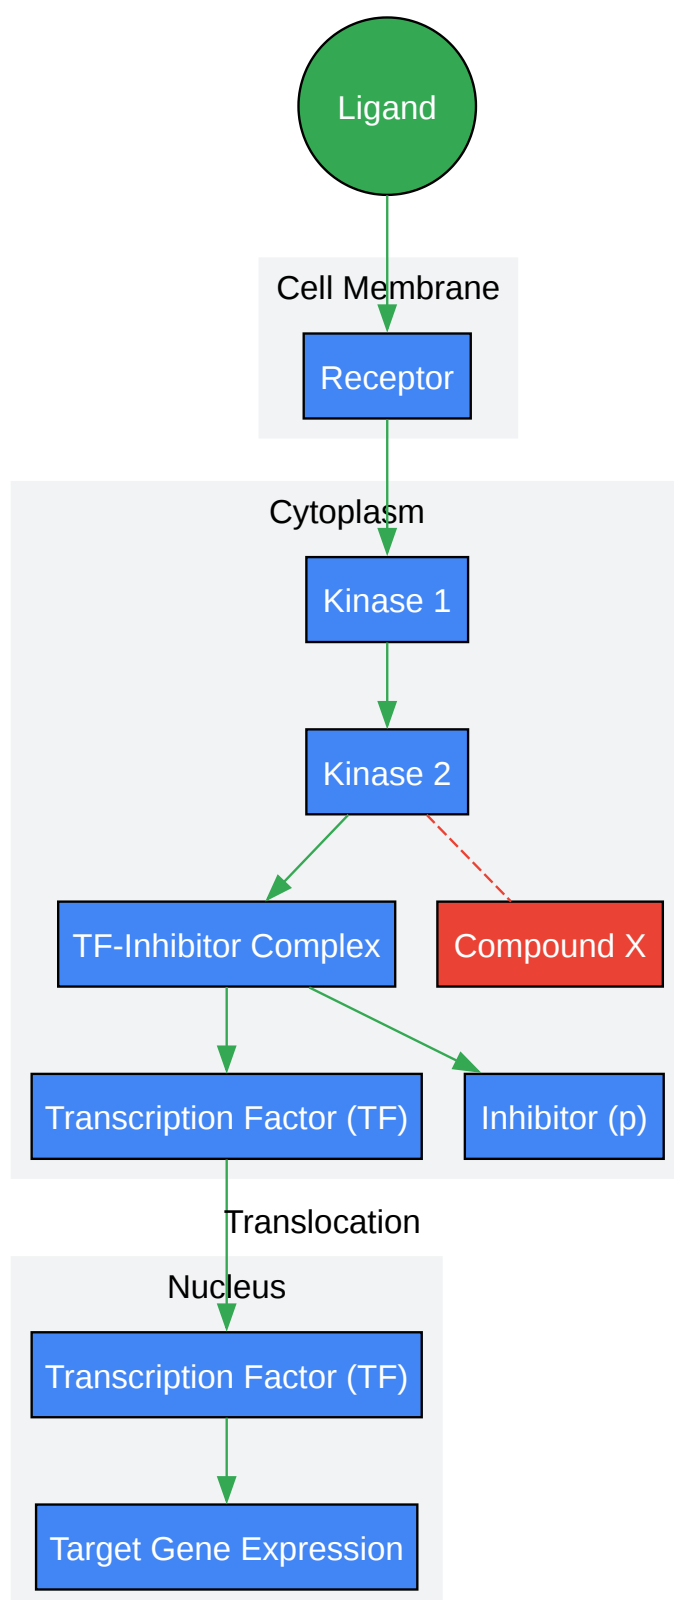 Ligand
Cell Membrane
Receptor
Cytoplasm
Kinase 1
Kinase 2
TF-Inhibitor Complex
Compound X
Transcription Factor (TF)
Inhibitor (p)
Translocation
Nucleus
Transcription Factor (TF)
Target Gene Expression